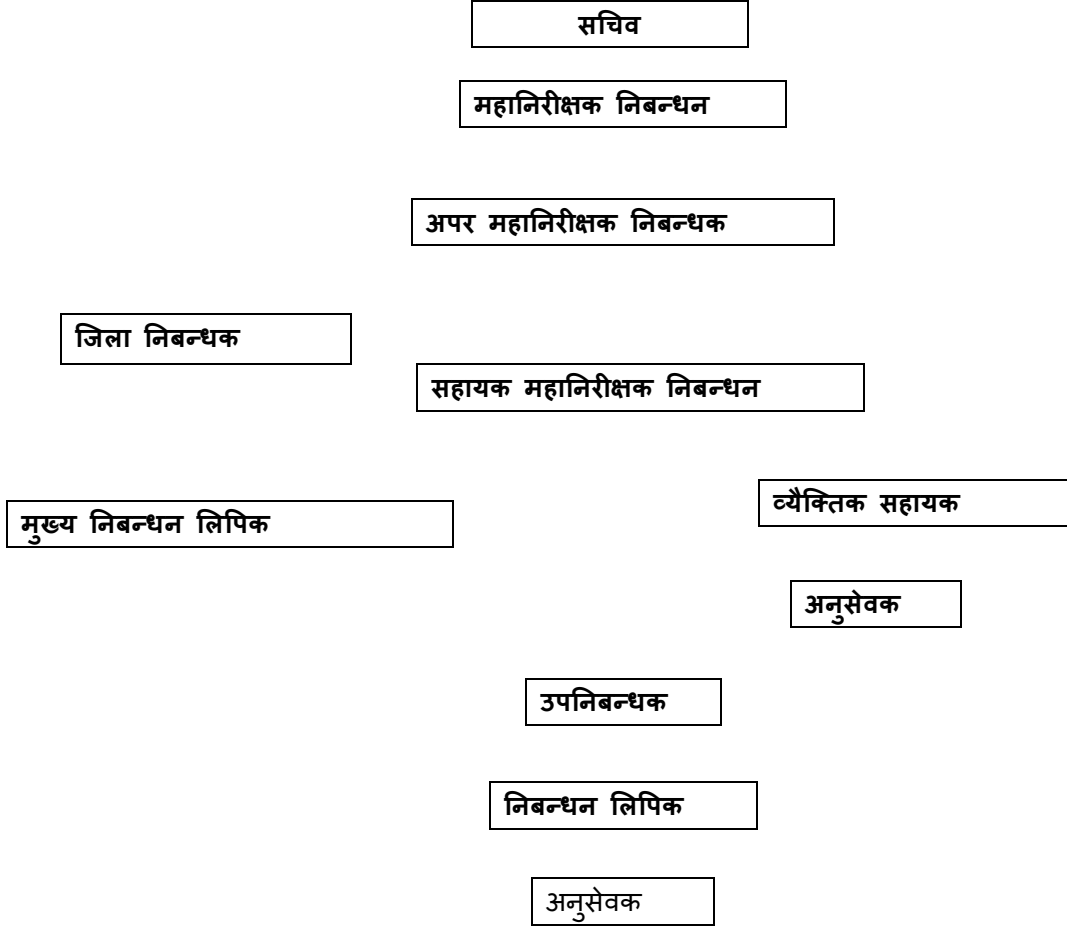 सचिव
महानिरीक्षक निबन्धन
अपर महानिरीक्षक निबन्धक
जिला निबन्धक
सहायक महानिरीक्षक निबन्धन
व्यैक्तिक सहायक
मुख्य निबन्धन लिपिक
अनुसेवक
उपनिबन्धक
निबन्धन लिपिक
अनुसेवक